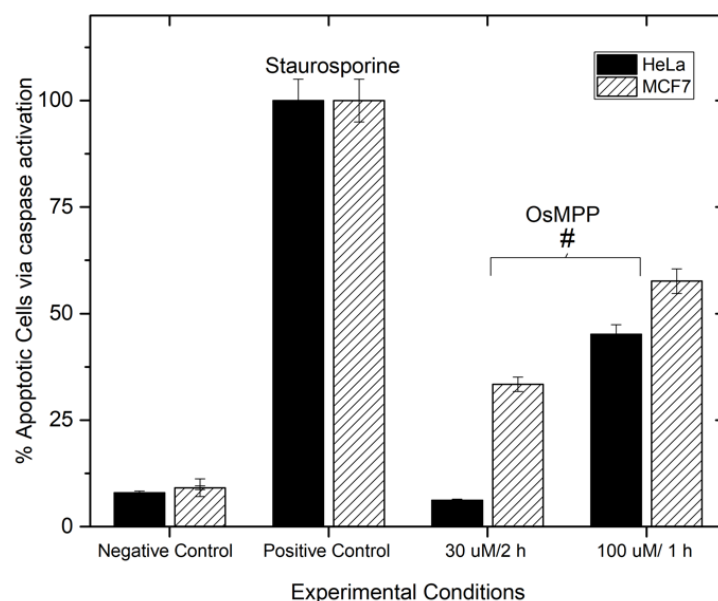 % Apoptotic Cells via caspase activation
100
75
50
25
0
Staurosporine
HeLa
MCF7
OsMPP
#
Negative Control
Positive Control
30 uM/2 h
100 uM/ 1 h
Experimental Conditions